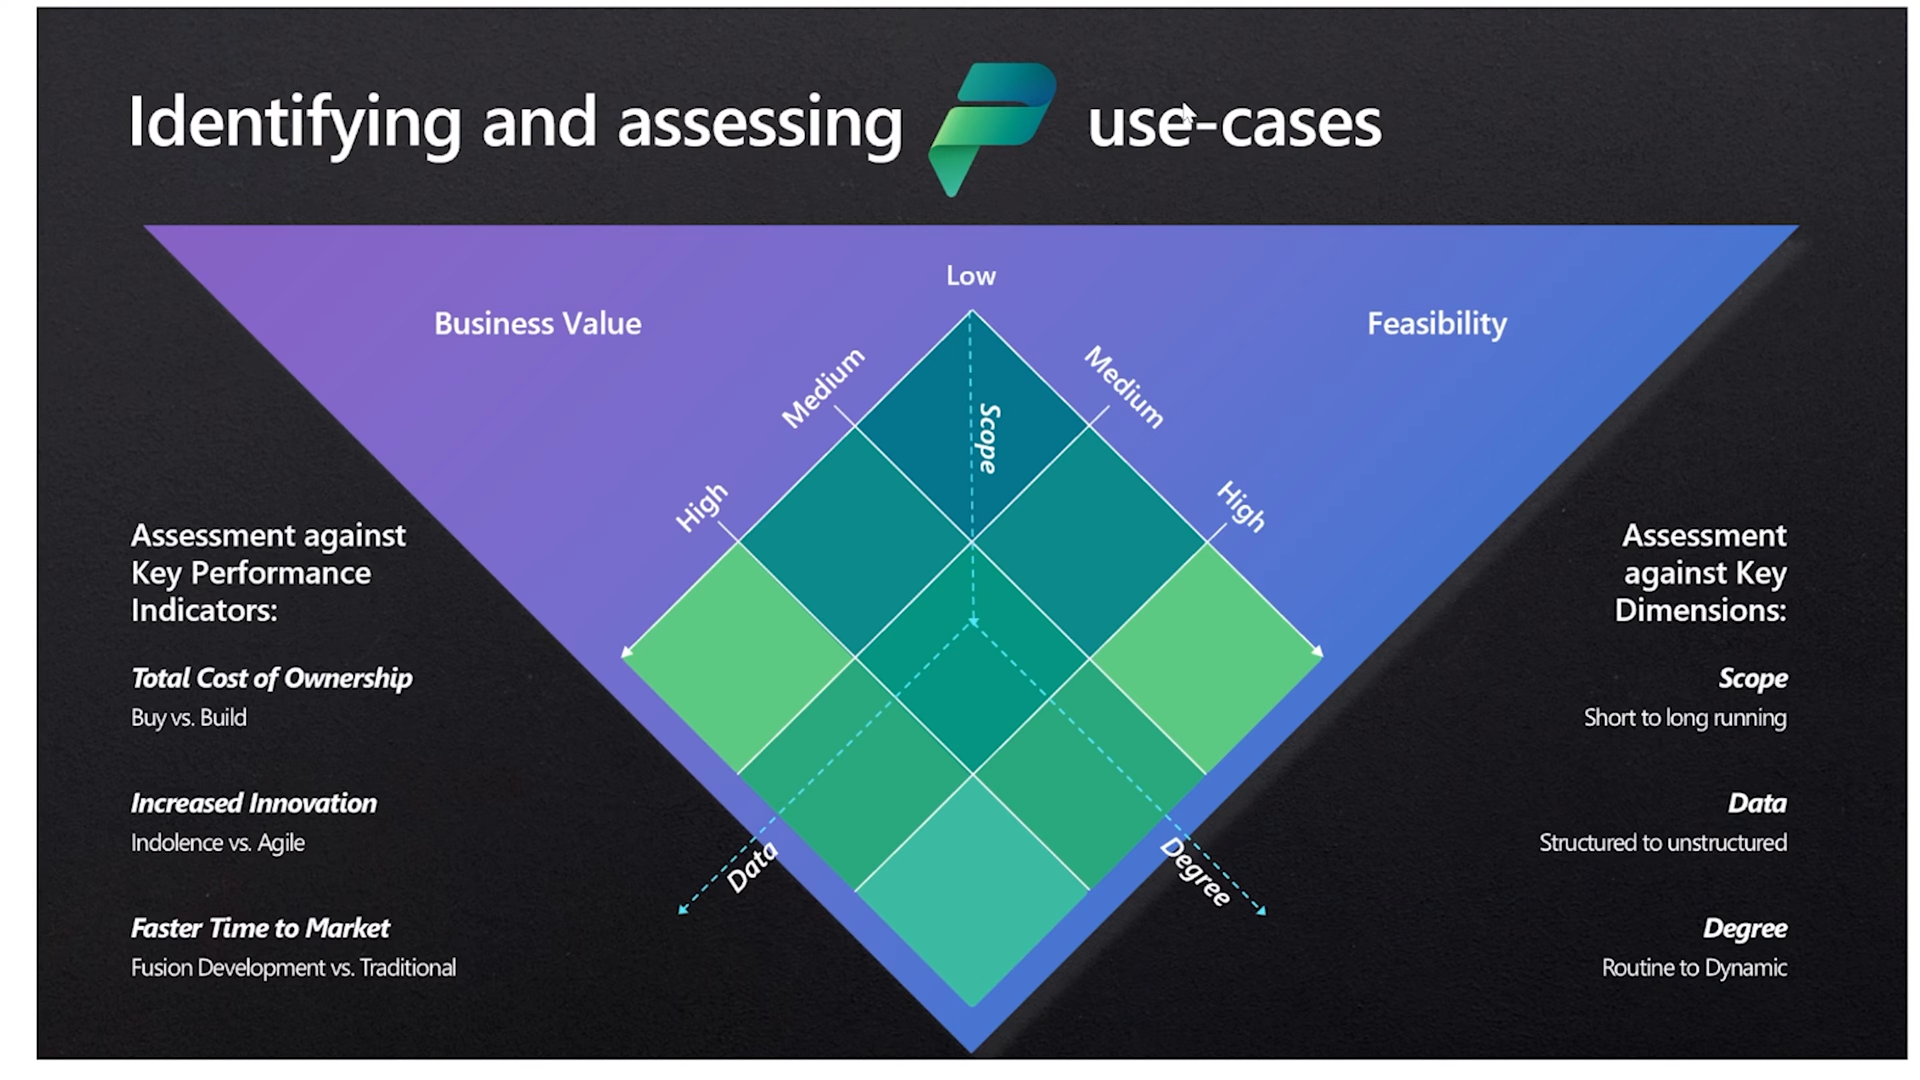 Identifying and assessing use-cases
Low
Business Value
Feasibility
Medium
Medium
Scope
High
High
Assessment against
Key Performance
Indicators:
Total Cost of Ownership
Buy vs. Build
Increased Innovation
Indolence vs. Agile
Faster Time to Market
Fusion Development vs. Traditional
Data
Degree
Assessment
against Key
Dimensions:
Scope
Short to long running
Data
Structured to unstructured
Degree
Routine to Dynamic